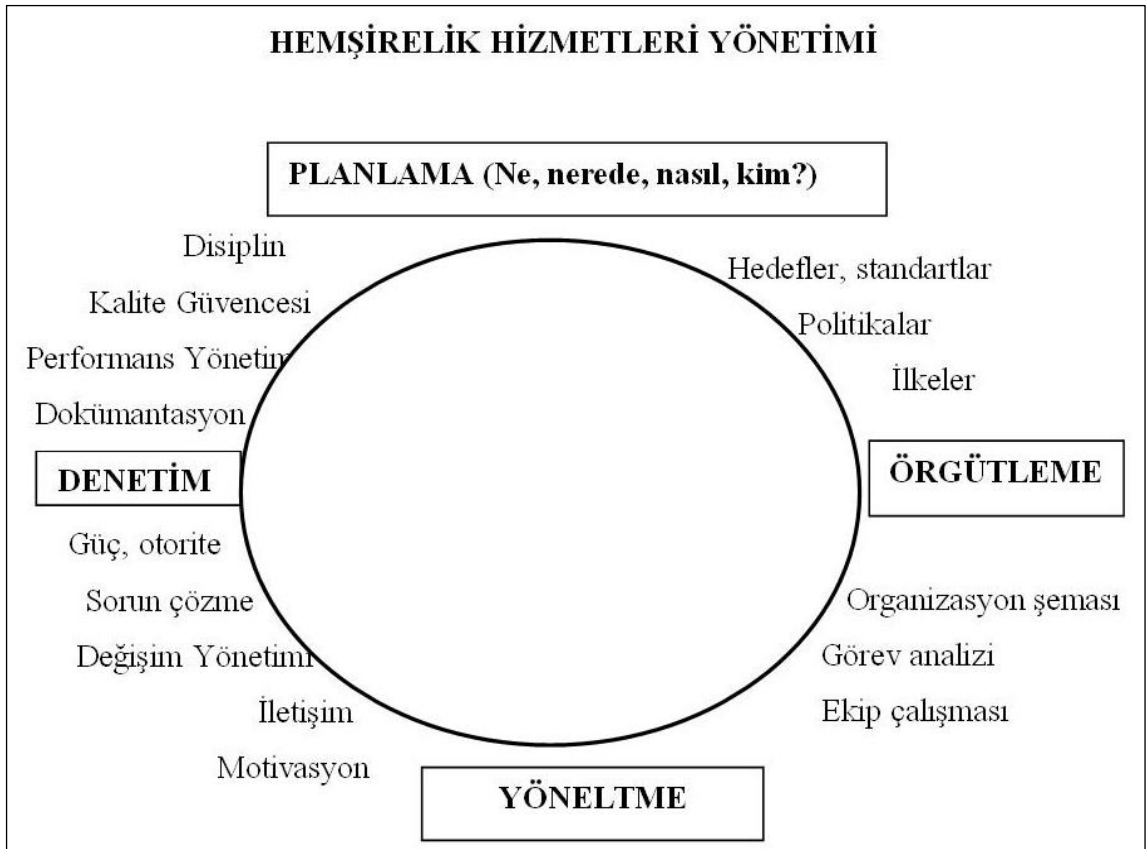 HEMŞİRELİK HİZMETLERİ YÖNETİMİ
PLANLAMA (Ne, nerede, nasıl, kim?)
Disiplin
Hedefler, standartlar
Kalite Güvencesi
Politikalar
Performans Yönetim
İlkeler
Dokümantasyon
DENETİM
ÖRGÜTLEME
Güç, otorite
Sorun çözme
Organizasyon şeması
Değişim Yönetimi
Görev analizi
İletişim
Ekip çalışması
Motivasyon
YÖNELTME